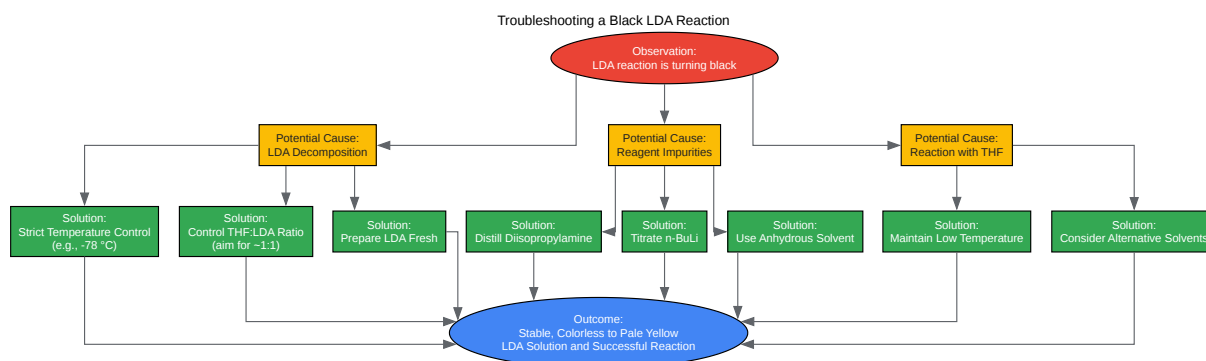 Troubleshooting a Black LDA Reaction
Observation:
LDA reaction is turning black
Potential Cause:
LDA Decomposition
Potential Cause:
Reagent Impurities
Potential Cause:
Reaction with THF
Solution:
Strict Temperature Control
(e.g., -78 °C)
Solution:
Control THF:LDA Ratio
(aim for ~1:1)
Solution:
Prepare LDA Fresh
Solution:
Distill Diisopropylamine
Solution:
Titrate n-BuLi
Solution:
Use Anhydrous Solvent
Solution:
Maintain Low Temperature
Solution:
Consider Alternative Solvents
Outcome:
Stable, Colorless to Pale Yellow
LDA Solution and Successful Reaction